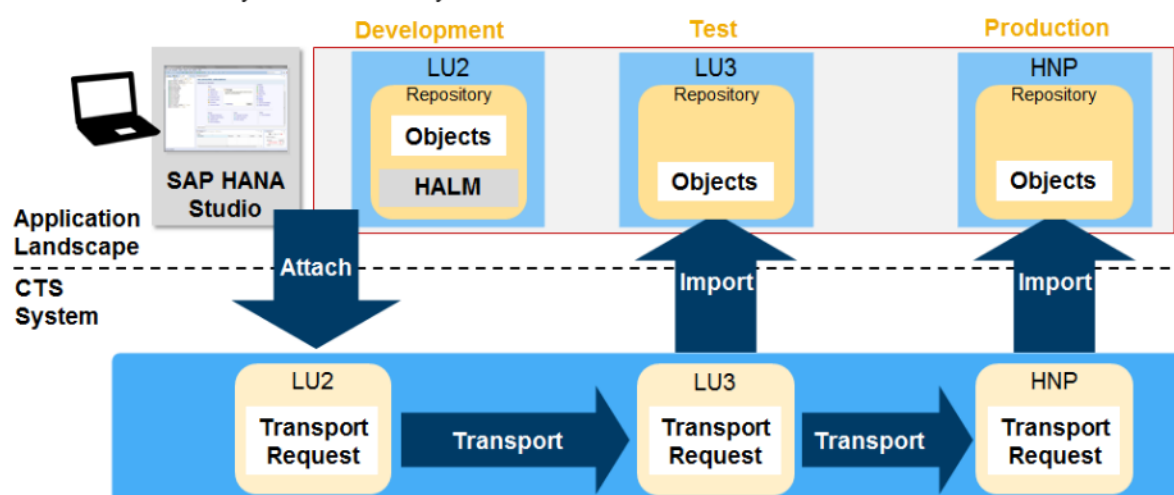 Development
Test
Production
LU2
Repository
Objects
HALM
LU3
Repository
Objects
HNP
Repository
Objects
SAP HANA
Studio
Application
Landscape
Attach
Import
Import
CTS
System
LU2
Transport
Request
Transport
LU3
Transport
Request
Transport
HNP
Transport
Request